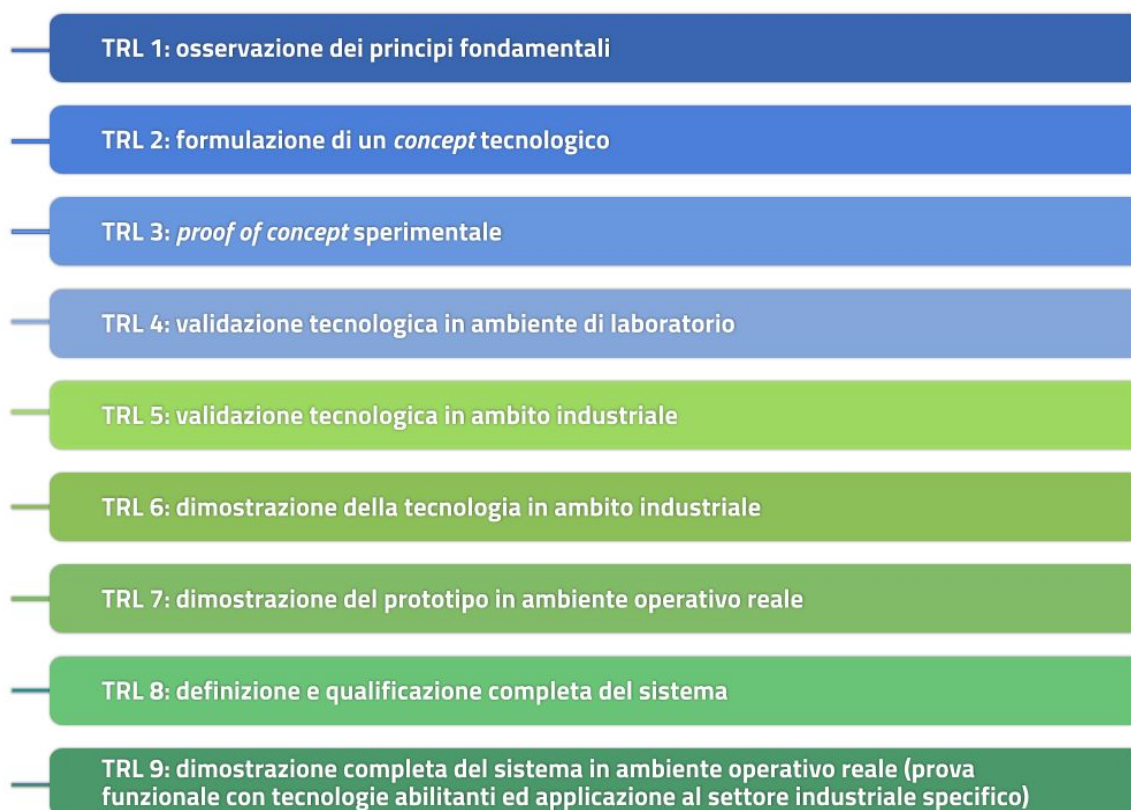 TRL 1: osservazione dei principi fondamentali
TRL 2: formulazione di un concept tecnologico
TRL 3: proof of concept sperimentale
TRL 4: validazione tecnologica in ambiente di laboratorio
TRL 5: validazione tecnologica in ambito industriale
TRL 6: dimostrazione della tecnologia in ambito industriale
TRL 7: dimostrazione del prototipo in ambiente operativo reale
TRL 8: definizione e qualificazione completa del sistema
TRL 9: dimostrazione completa del sistema in ambiente operativo reale (prova
funzionale con tecnologie abilitanti ed applicazione al settore industriale specifico)